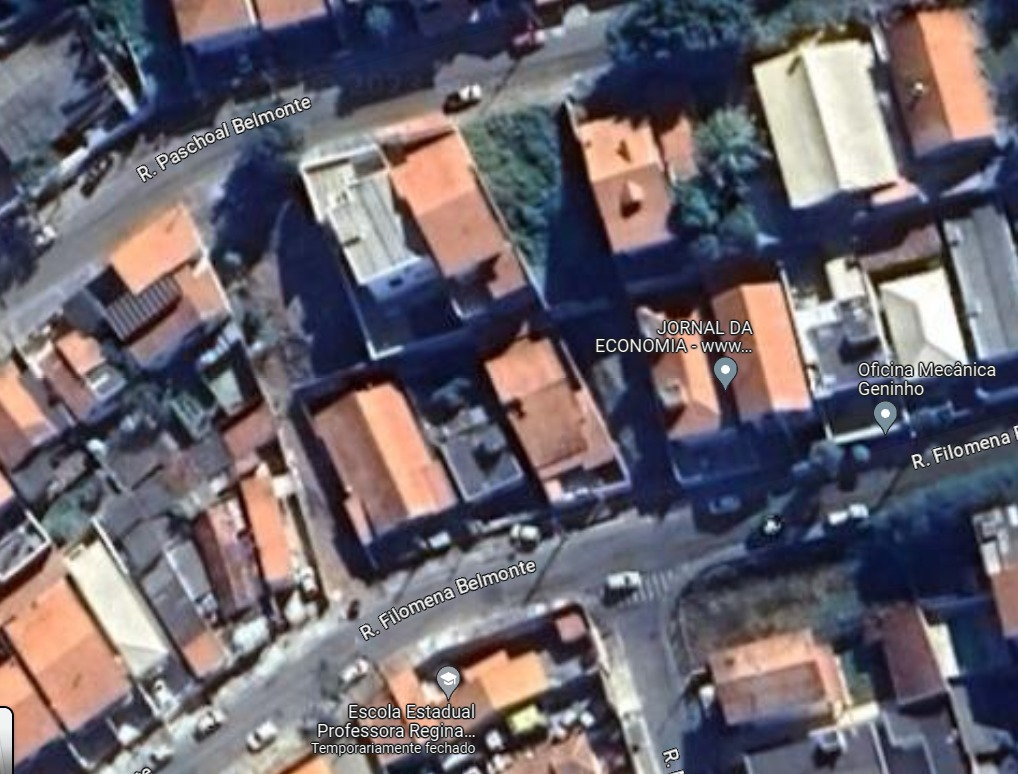 R. Paschoal Belmonte
JORNAL DA
ECONOMIA - www...
Oficina Mecânica
Geninho
R. Filomena
R. Filomena Belmonte
Escola Estadual
Professora Regina...
Temporariamente fechado
R.